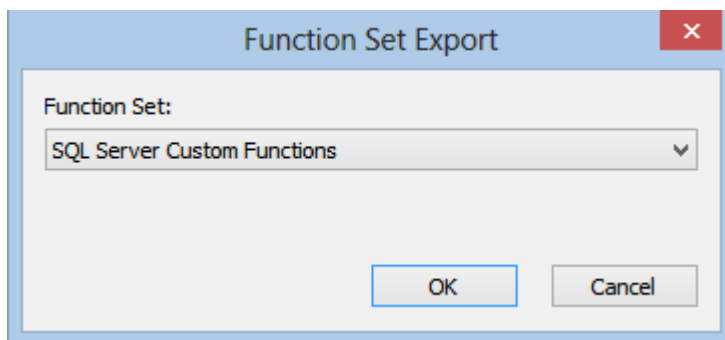 Function Set Export
Function Set:
SQL Server Custom Functions
OK
Cancel